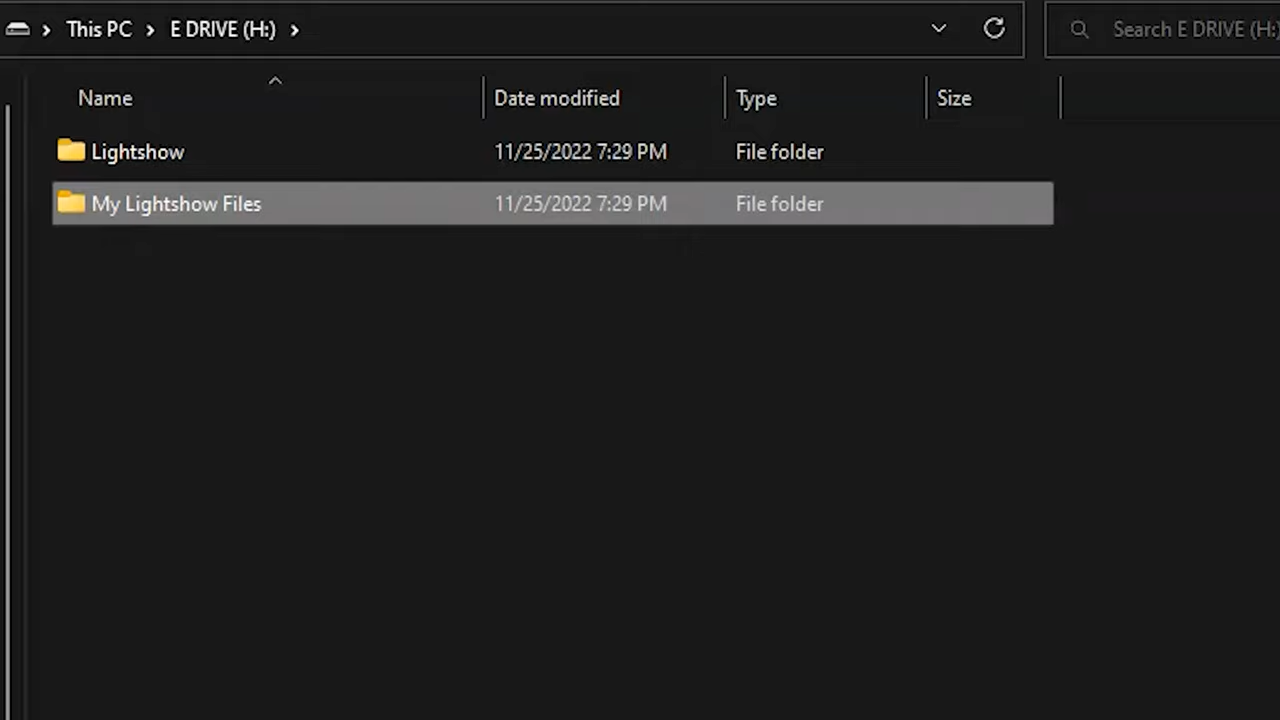 This PC > E DRIVE (H:) >
Search E DRIVE (H:)
Name Date modified Type Size
Lightshow 11/25/2022 7:29 PM File folder
My Lightshow Files 11/25/2022 7:29 PM File folder